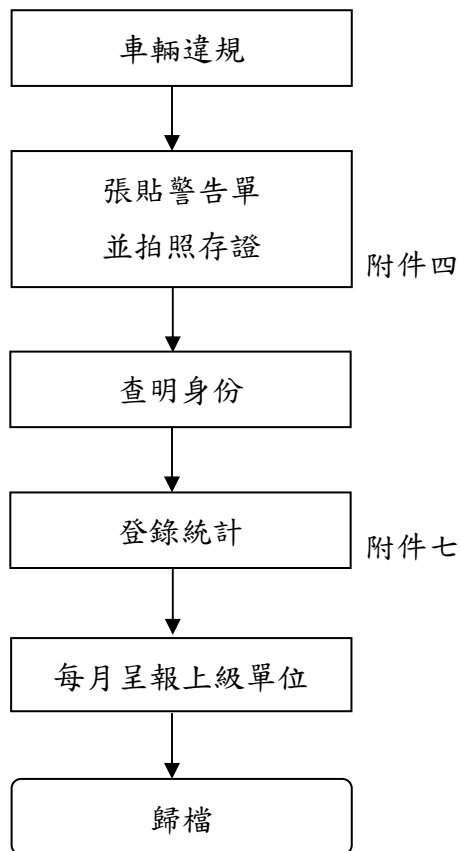 車輛違規
張貼警告單
並拍照存證
附件四
查明身份
登錄統計
附件七
每月呈報上級單位
歸檔